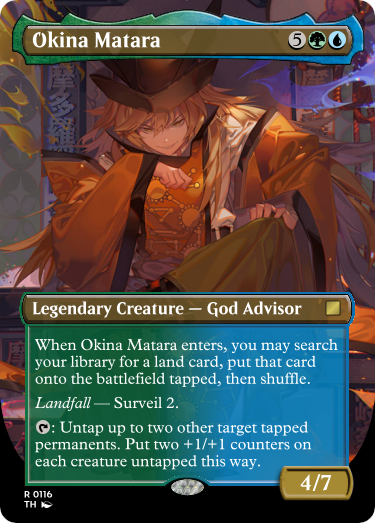 Okina Matara 5
Legendary Creature — God Advisor
When Okina Matara enters, you may search
your library for a land card, put that card
onto the battlefield tapped, then shuffle.
Landfall — Surveil 2.
: Untap up to two other target tapped
permanents. Put two +1/+1 counters on
each creature untapped this way.
4/7
R 0116
TH